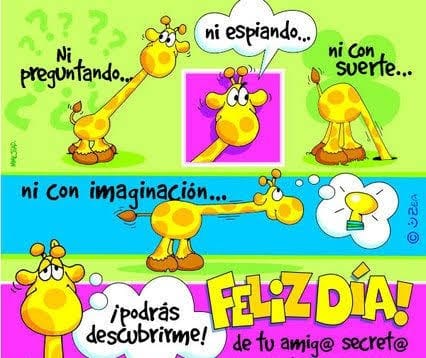 Ni
preguntando...
ni espiando...
ni con
suerte...
ni con imaginación...
¡podrás
descubrirme!
FELIZ DÍA!
de tu amig@ secret@